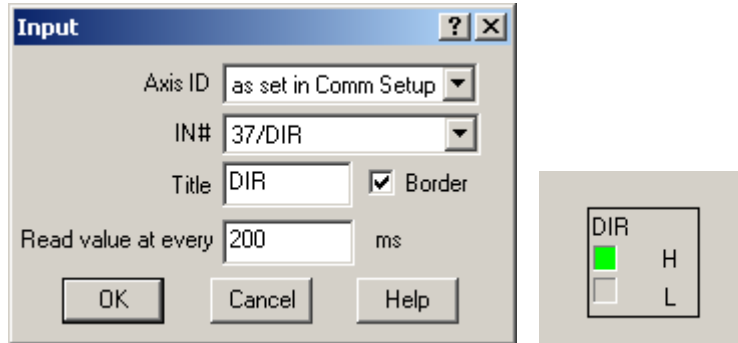 Input
Axis ID as set in Comm Setup
IN# 37/DIR
Title DIR Border
Read value at every 200 ms
OK Cancel Help
DIR
H
L